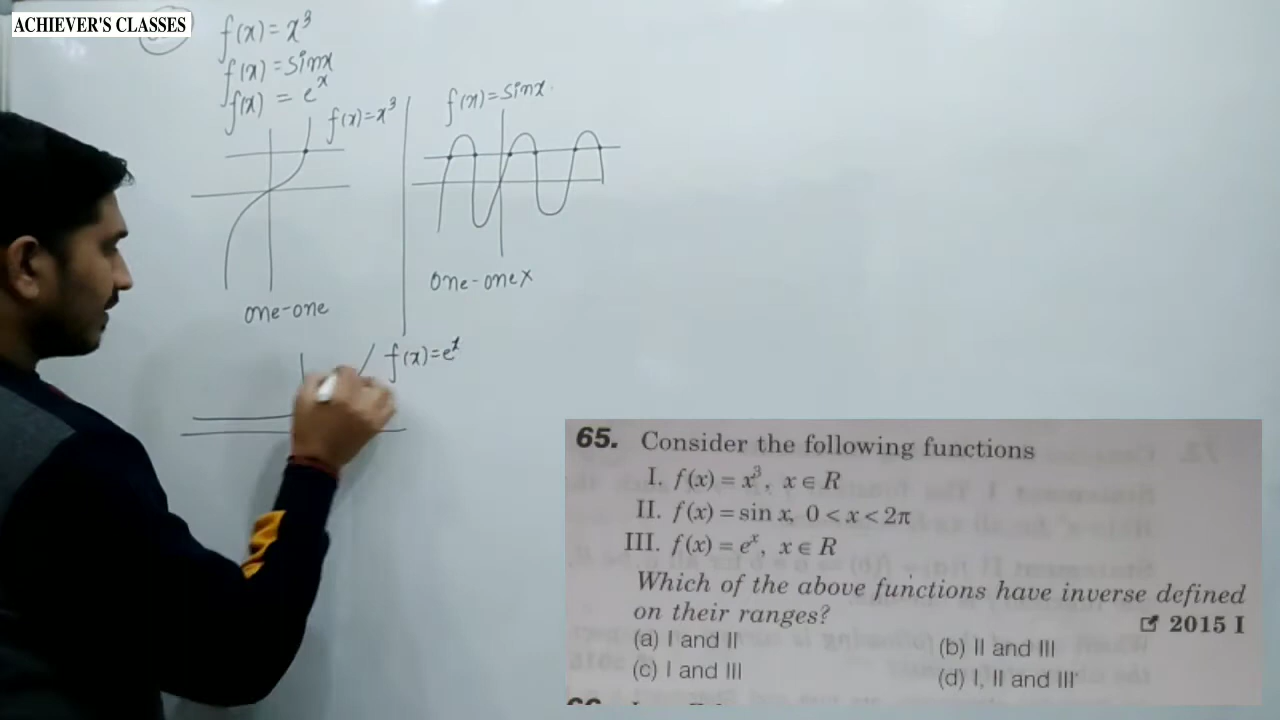 ACHIEVER'S CLASSES
f(x) = x³
f(x) = sinx
f(x) = eˣ
f(x)=x³
f(x)=sinx.
one-one
one-one×
f(x)=eˣ
65. Consider the following functions
I. f(x) = x³, x ∈ R
II. f(x) = sin x, 0 < x < 2π
III. f(x) = eˣ, x ∈ R
Which of the above functions have inverse defined
on their ranges?
2015 I
(a) I and II
(b) II and III
(c) I and III
(d) I, II and III